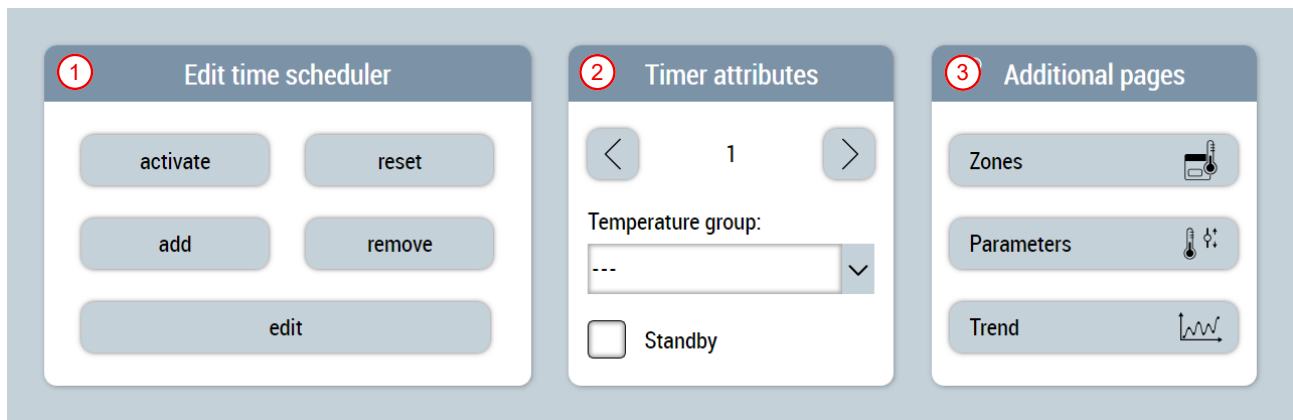 1 Edit time scheduler
activate reset
add remove
edit
2 Timer attributes
1
Temperature group:
---
Standby
3 Additional pages
Zones
Parameters
Trend